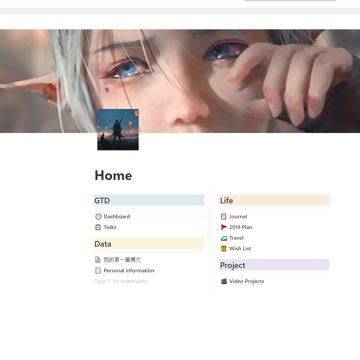 Home
GTD
Dashboard
Tasks
Data
我的第一篇博文
Personal information
Type '/' for commands
Life
Journal
2019 Plan
Travel
Wish List
Project
Video Projects